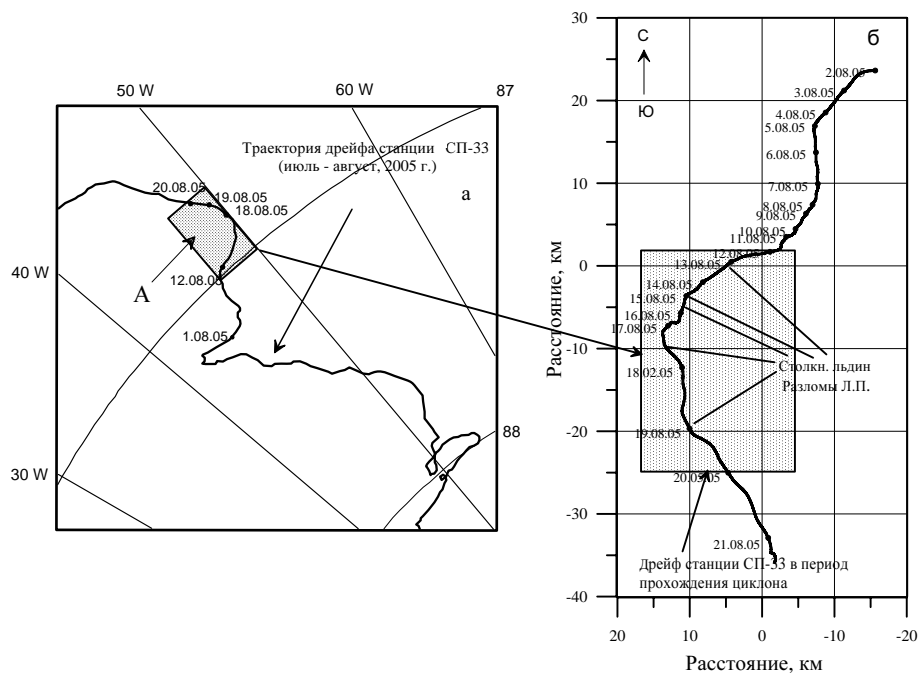 50 W
60 W
87
Траектория дрейфа станции СП-33
(июль - август, 2005 г.)
а
20.08.05
19.08.05
18.08.05
А
12.08.05
40 W
1.08.05
88
30 W
30
20
10
0
-10
-20
-30
-40
Расстояние, км
С
Ю
б
2.08.05
3.08.05
4.08.05
5.08.05
6.08.05
7.08.05
8.08.05
9.08.05
10.08.05
11.08.05
12.08.05
13.08.05
14.08.05
15.08.05
16.08.05
17.08.05
18.02.05
19.08.05
21.08.05
Столкн. льдин
Разломы Л.П.
Дрейф станции СП-33 в период
прохождения циклона
20 10 0 -10 -20
Расстояние, км